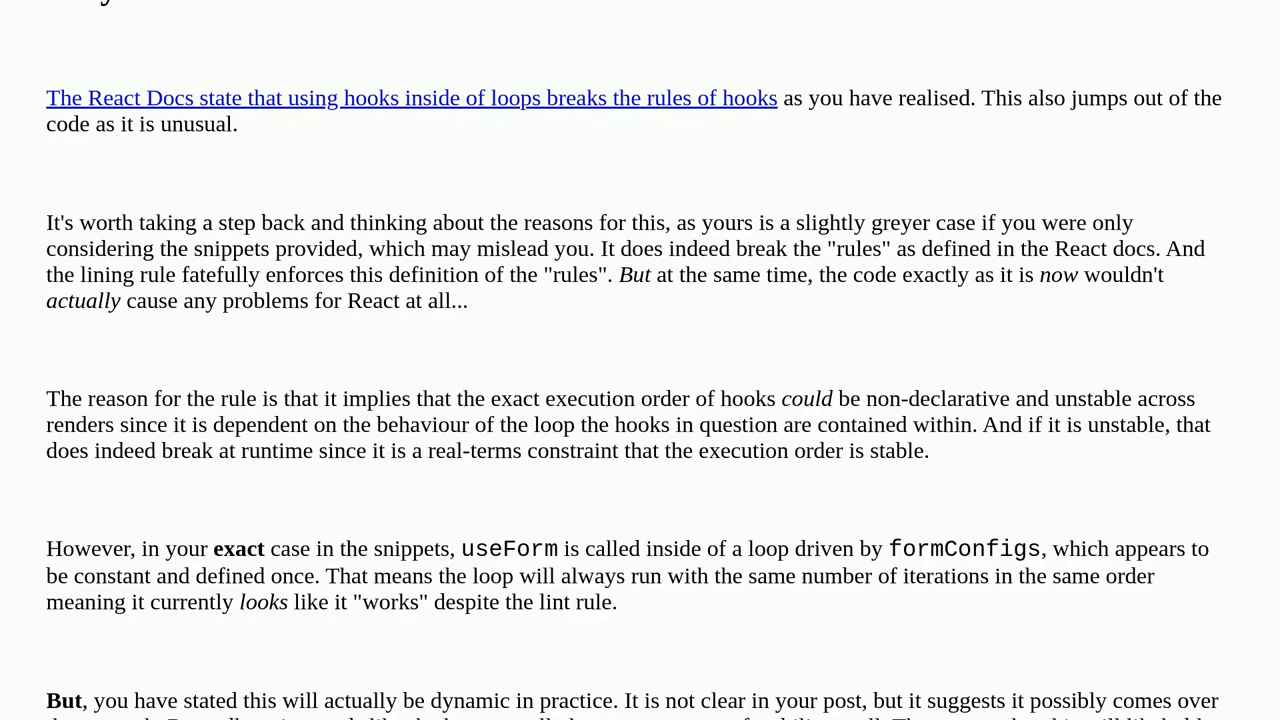 The React Docs state that using hooks inside of loops breaks the rules of hooks as you have realised. This also jumps out of the
code as it is unusual.
It's worth taking a step back and thinking about the reasons for this, as yours is a slightly greyer case if you were only
considering the snippets provided, which may mislead you. It does indeed break the "rules" as defined in the React docs. And
the lining rule fatefully enforces this definition of the "rules". But at the same time, the code exactly as it is now wouldn't
actually cause any problems for React at all...
The reason for the rule is that it implies that the exact execution order of hooks could be non-declarative and unstable across
renders since it is dependent on the behaviour of the loop the hooks in question are contained within. And if it is unstable, that
does indeed break at runtime since it is a real-terms constraint that the execution order is stable.
However, in your exact case in the snippets, useForm is called inside of a loop driven by formConfigs, which appears to
be constant and defined once. That means the loop will always run with the same number of iterations in the same order
meaning it currently looks like it "works" despite the lint rule.
But, you have stated this will actually be dynamic in practice. It is not clear in your post, but it suggests it possibly comes over